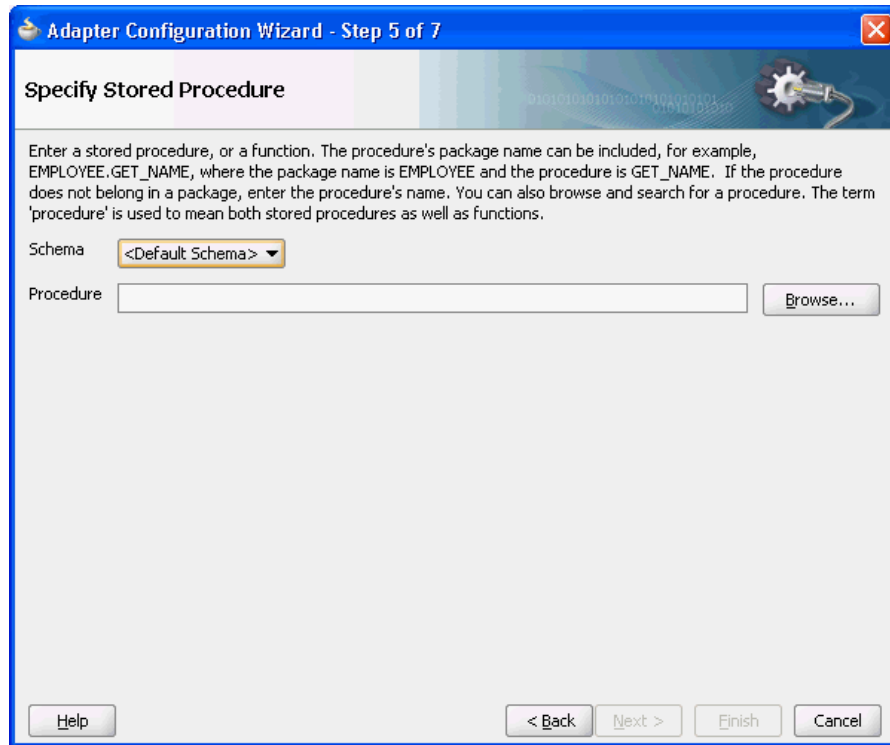 Adapter Configuration Wizard - Step 5 of 7
Specify Stored Procedure
Enter a stored procedure, or a function. The procedure's package name can be included, for example,
EMPLOYEE.GET_NAME, where the package name is EMPLOYEE and the procedure is GET_NAME. If the procedure
does not belong in a package, enter the procedure's name. You can also browse and search for a procedure. The term
'procedure' is used to mean both stored procedures as well as functions.
Schema <Default Schema>
Procedure Browse...
Help < Back Next > Finish Cancel